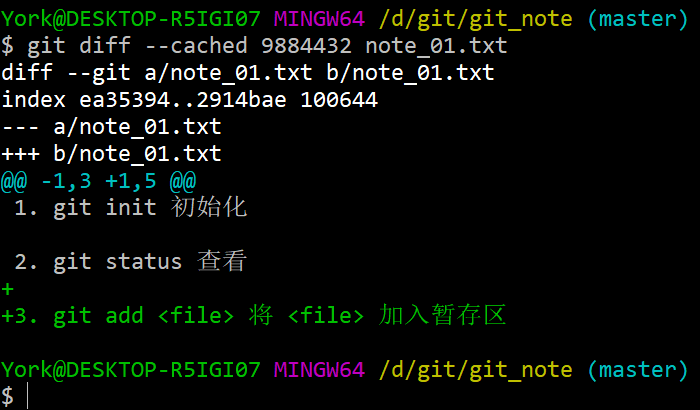 York@DESKTOP-R5IGI07 MINGW64 /d/git/git_note (master)
$ git diff --cached 9884432 note_01.txt
diff --git a/note_01.txt b/note_01.txt
index ea35394..2914bae 100644
--- a/note_01.txt
+++ b/note_01.txt
@@ -1,3 +1,5 @@
 1. git init 初始化

 2. git status 查看
+
+3. git add <file> 将 <file> 加入暂存区

York@DESKTOP-R5IGI07 MINGW64 /d/git/git_note (master)
$